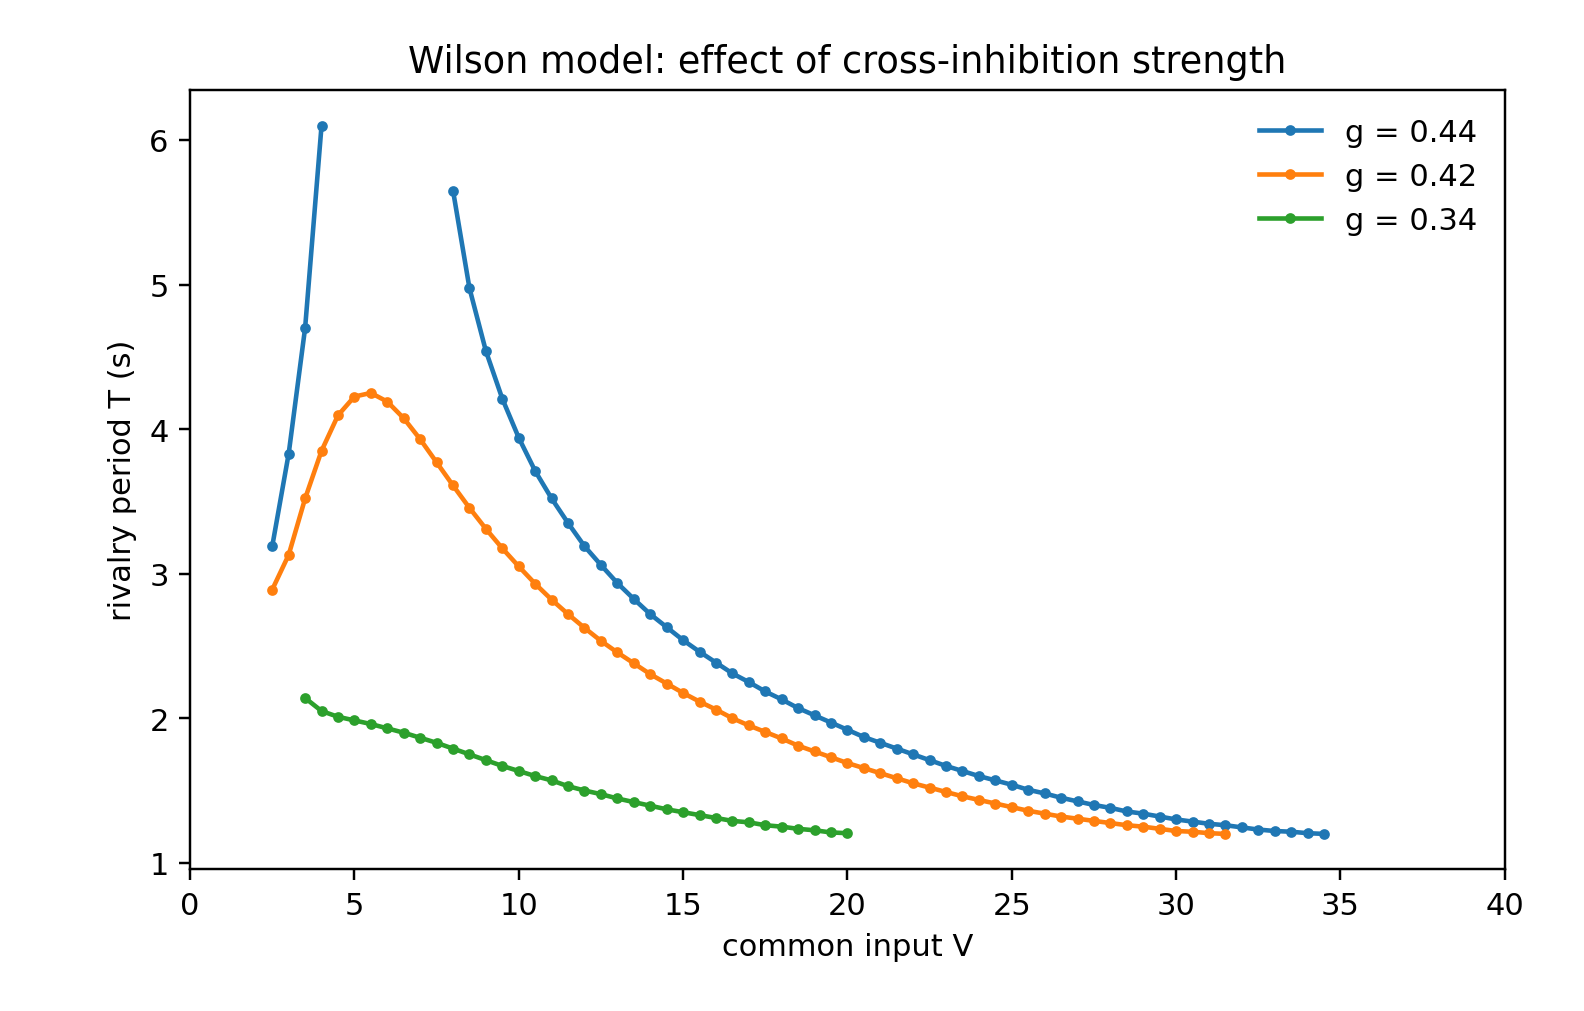 Wilson model: effect of cross-inhibition strength
g = 0.44
g = 0.42
g = 0.34
rivalry period T (s)
6
5
4
3
2
1
0 5 10 15 20 25 30 35 40
common input V